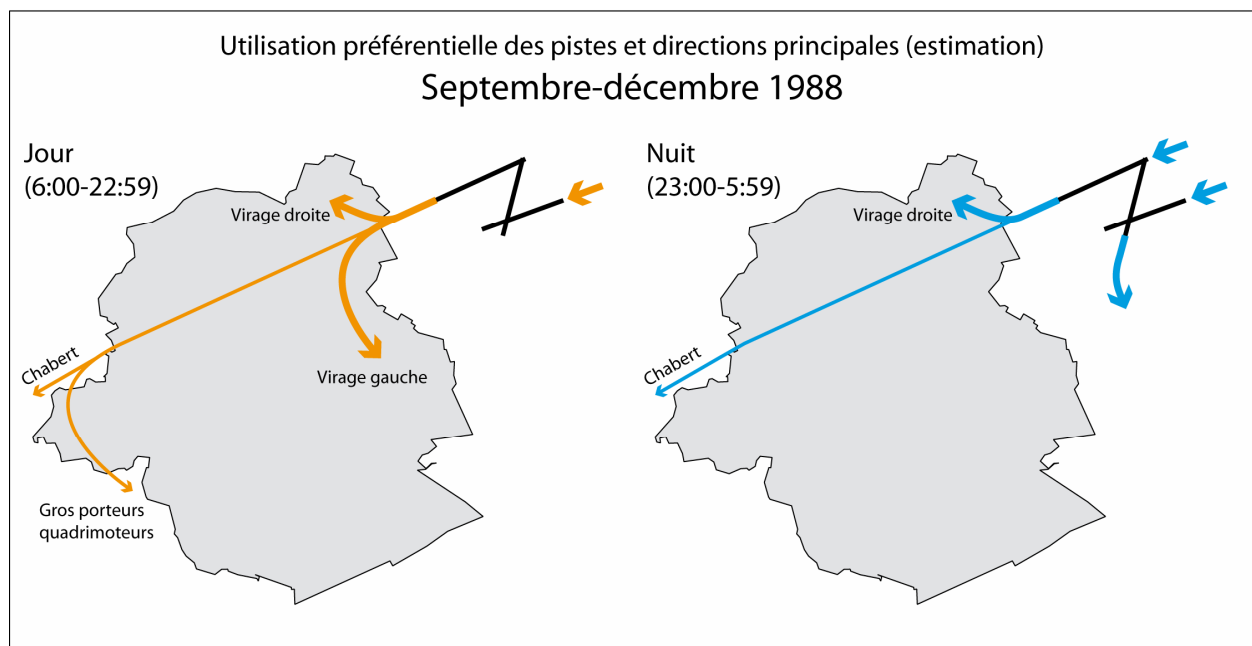 Utilisation préférentielle des pistes et directions principales (estimation)
Septembre-décembre 1988
Jour
(6:00-22:59)
Virage droite
Chabert
Virage gauche
Gros porteurs
quadrimoteurs
Nuit
(23:00-5:59)
Virage droite
Chabert